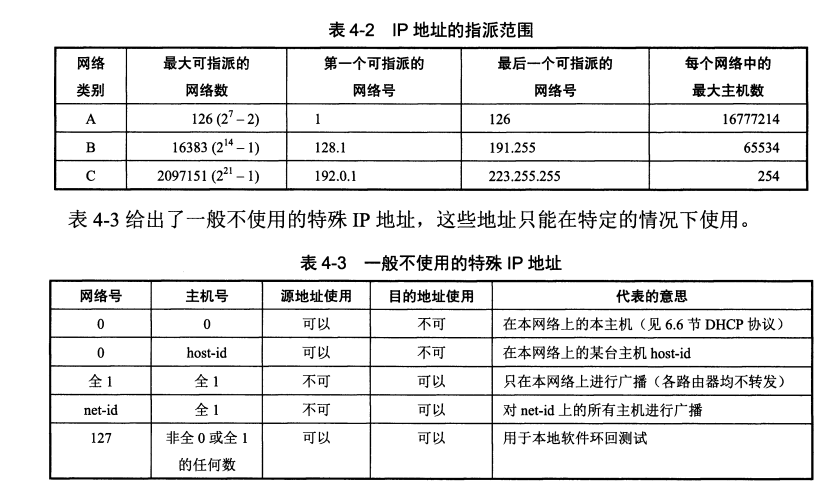 表 4-2 IP 地址的指派范围
网络类别 最大可指派的网络数 第一个可指派的网络号 最后一个可指派的网络号 每个网络中的最大主机数
A 126 (2⁷ – 2) 1 126 16777214
B 16383 (2¹⁴ – 1) 128.1 191.255 65534
C 2097151 (2²¹ – 1) 192.0.1 223.255.255 254
表 4-3 给出了一般不使用的特殊 IP 地址，这些地址只能在特定的情况下使用。
表 4-3 一般不使用的特殊 IP 地址
网络号 主机号 源地址使用 目的地址使用 代表的意思
0 0 可以 不可 在本网络上的本主机（见 6.6 节 DHCP 协议）
0 host-id 可以 不可 在本网络上的某台主机 host-id
全 1 全 1 不可 可以 只在本网络上进行广播（各路由器均不转发）
net-id 全 1 不可 可以 对 net-id 上的所有主机进行广播
127 非全 0 或全 1 的任何数 可以 可以 用于本地软件环回测试